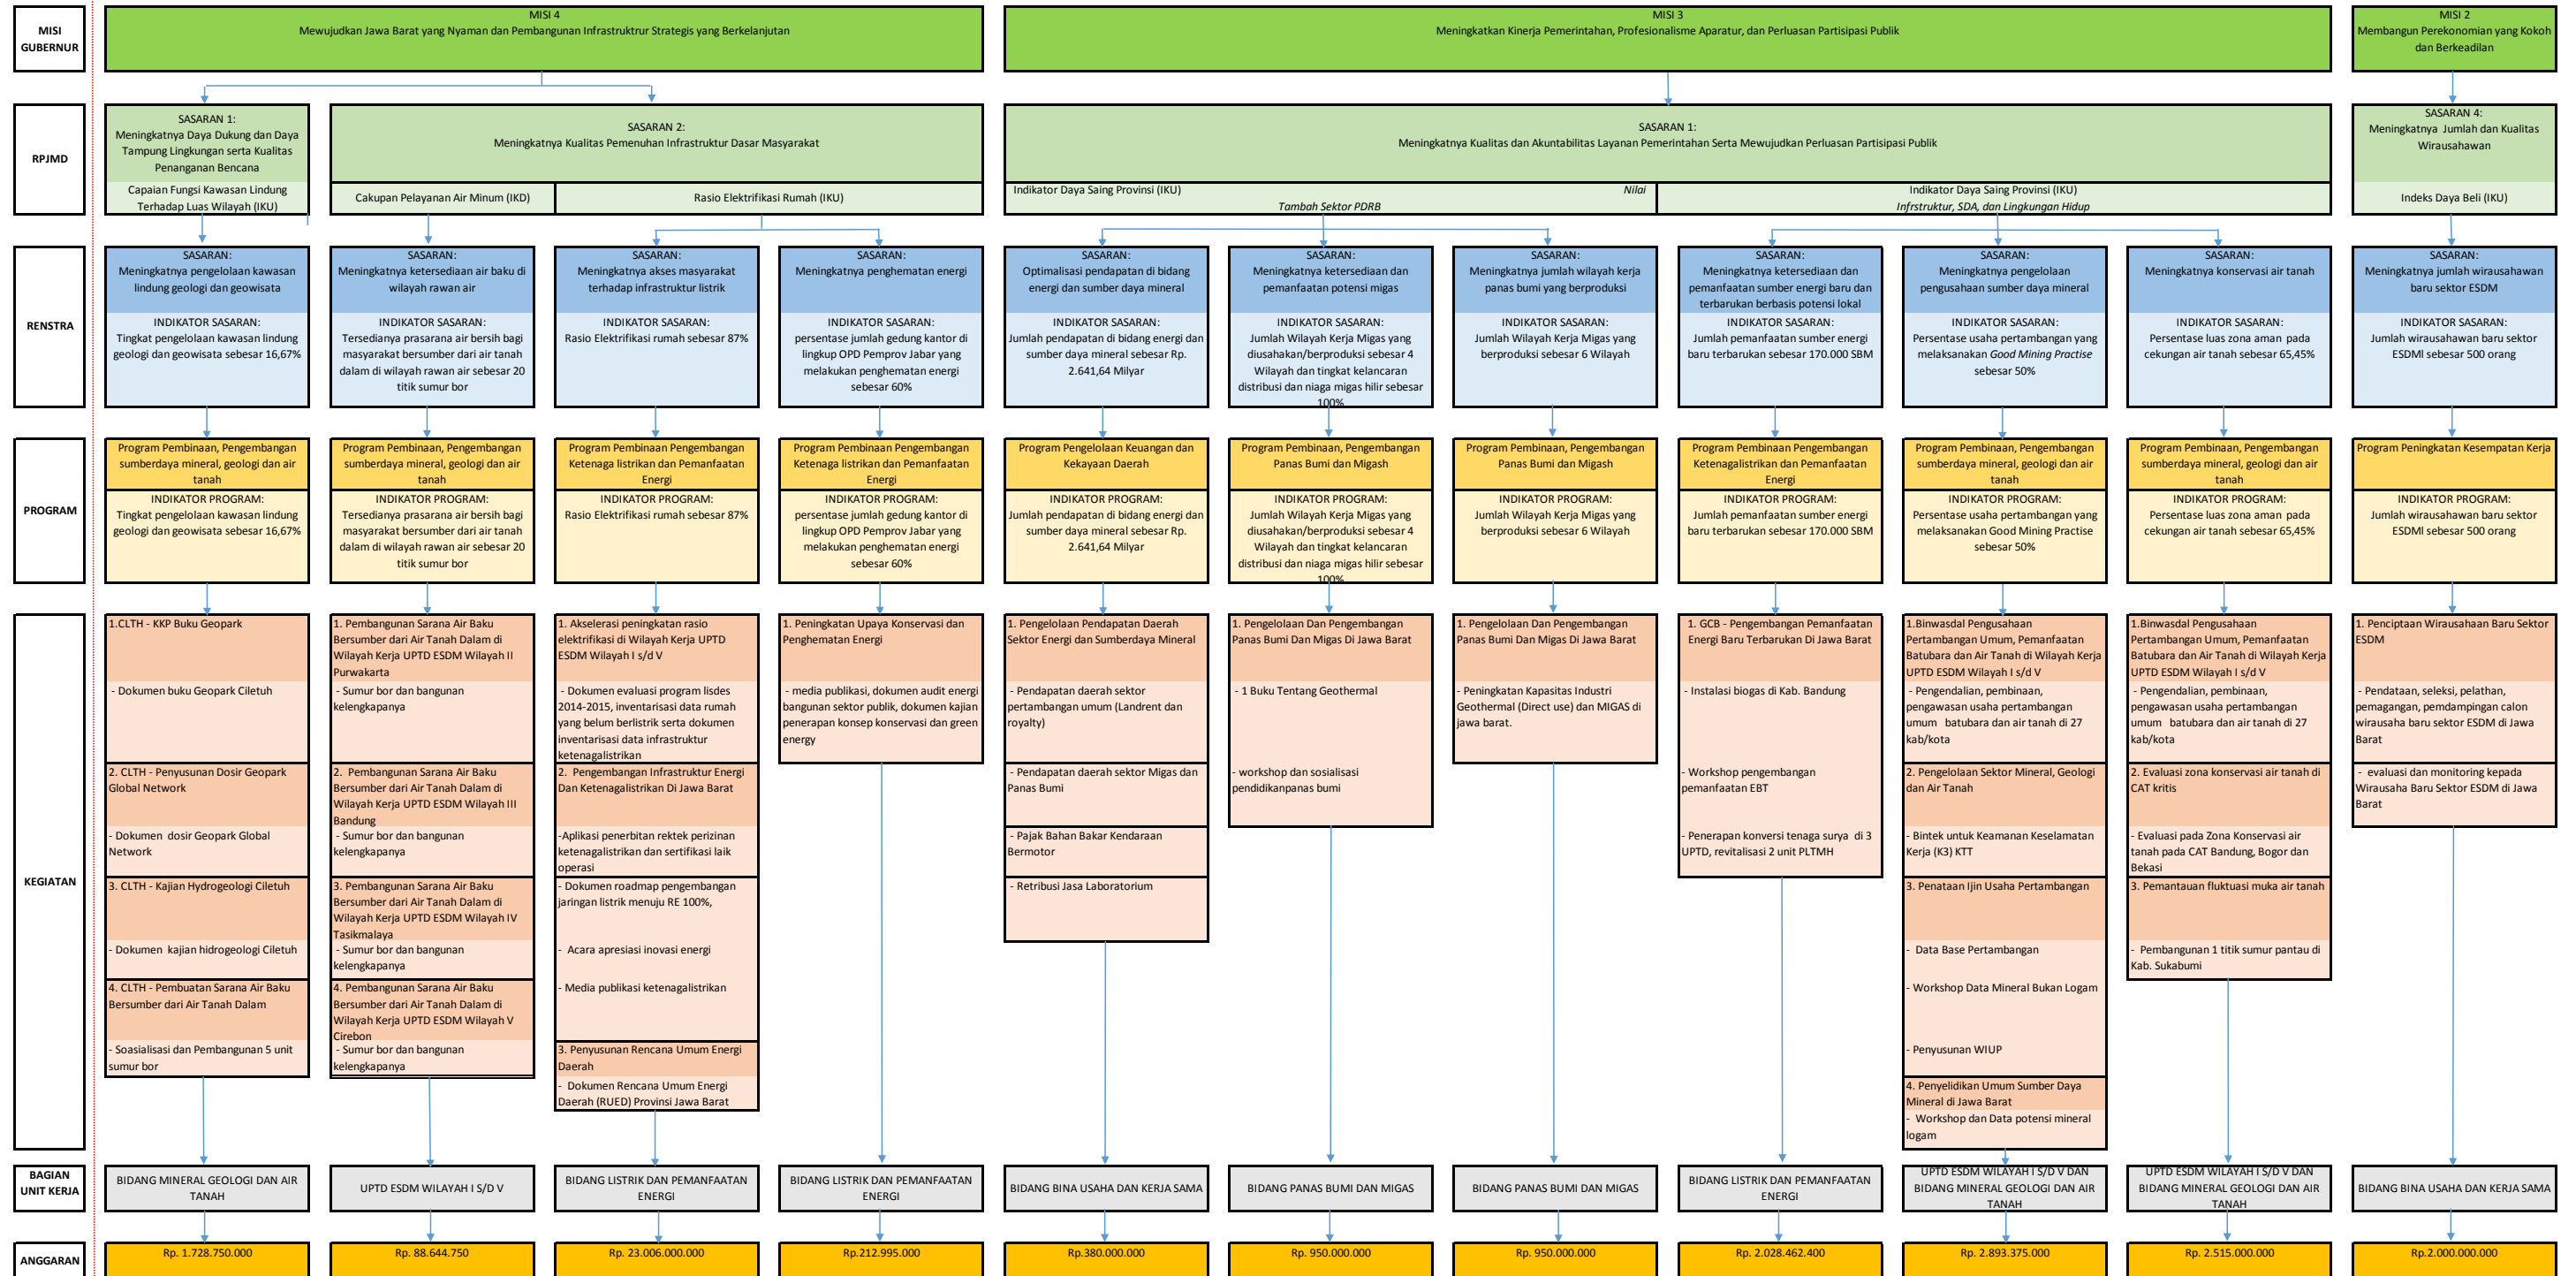 MISI
GUBERNUR
MISI 4
Mewujudkan Jawa Barat yang Nyaman dan Pembangunan Infrastruktrur Strategis yang Berkelanjutan
MISI 3
Meningkatkan Kinerja Pemerintahan, Profesionalisme Aparatur, dan Perluasan Partisipasi Publik
MISI 2
Membangun Perekonomian yang Kokoh
dan Berkeadilan
RPJMD
SASARAN 1:
Meningkatnya Daya Dukung dan Daya
Tampung Lingkungan serta Kualitas
Penanganan Bencana
Capaian Fungsi Kawasan Lindung
Terhadap Luas Wilayah (IKU)
SASARAN 2:
Meningkatnya Kualitas Pemenuhan Infrastruktur Dasar Masyarakat
Cakupan Pelayanan Air Minum (IKD)
Rasio Elektrifikasi Rumah (IKU)
SASARAN 1:
Meningkatnya Kualitas dan Akuntabilitas Layanan Pemerintahan Serta Mewujudkan Perluasan Partisipasi Publik
Indikator Daya Saing Provinsi (IKU) Nilai
Tambah Sektor PDRB
Indikator Daya Saing Provinsi (IKU)
Infrstruktur, SDA, dan Lingkungan Hidup
SASARAN 4:
Meningkatnya  Jumlah dan Kualitas
Wirausahawan
Indeks Daya Beli (IKU)
RENSTRA
SASARAN:
Meningkatnya pengelolaan kawasan
lindung geologi dan geowisata
INDIKATOR SASARAN:
Tingkat pengelolaan kawasan lindung
geologi dan geowisata sebesar 16,67%
SASARAN:
Meningkatnya ketersediaan air baku di
wilayah rawan air
INDIKATOR SASARAN:
Tersedianya prasarana air bersih bagi
masyarakat bersumber dari air tanah
dalam di wilayah rawan air sebesar 20
titik sumur bor
SASARAN:
Meningkatnya akses masyarakat
terhadap infrastruktur listrik
INDIKATOR SASARAN:
Rasio Elektrifikasi rumah sebesar 87%
SASARAN:
Meningkatnya penghematan energi
INDIKATOR SASARAN:
persentase jumlah gedung kantor di
lingkup OPD Pemprov Jabar yang
melakukan penghematan energi
sebesar 60%
SASARAN:
Optimalisasi pendapatan di bidang
energi dan sumber daya mineral
INDIKATOR SASARAN:
Jumlah pendapatan di bidang energi dan
sumber daya mineral sebesar Rp.
2.641,64 Milyar
SASARAN:
Meningkatnya ketersediaan dan
pemanfaatan potensi migas
INDIKATOR SASARAN:
Jumlah Wilayah Kerja Migas yang
diusahakan/berproduksi sebesar 4
Wilayah dan tingkat kelancaran
distribusi dan niaga migas hilir sebesar
100%
SASARAN:
Meningkatnya jumlah wilayah kerja
panas bumi yang berproduksi
INDIKATOR SASARAN:
Jumlah Wilayah Kerja Migas yang
berproduksi sebesar 6 Wilayah
SASARAN:
Meningkatnya ketersediaan dan
pemanfaatan sumber energi baru dan
terbarukan berbasis potensi lokal
INDIKATOR SASARAN:
Jumlah pemanfaatan sumber energi
baru terbarukan sebesar 170.000 SBM
SASARAN:
Meningkatnya pengelolaan
pengusahaan sumber daya mineral
INDIKATOR SASARAN:
Persentase usaha pertambangan yang
melaksanakan Good Mining Practise
sebesar 50%
SASARAN:
Meningkatnya konservasi air tanah
INDIKATOR SASARAN:
Persentase luas zona aman  pada
cekungan air tanah sebesar 65,45%
SASARAN:
Meningkatnya jumlah wirausahawan
baru sektor ESDM
INDIKATOR SASARAN:
Jumlah wirausahawan baru sektor
ESDMl sebesar 500 orang
PROGRAM
Program Pembinaan, Pengembangan
sumberdaya mineral, geologi dan air
tanah
INDIKATOR PROGRAM:
Tingkat pengelolaan kawasan lindung
geologi dan geowisata sebesar 16,67%
Program Pembinaan, Pengembangan
sumberdaya mineral, geologi dan air
tanah
INDIKATOR PROGRAM:
Tersedianya prasarana air bersih bagi
masyarakat bersumber dari air tanah
dalam di wilayah rawan air sebesar 20
titik sumur bor
Program Pembinaan Pengembangan
Ketenaga listrikan dan Pemanfaatan
Energi
INDIKATOR PROGRAM:
Rasio Elektrifikasi rumah sebesar 87%
Program Pembinaan Pengembangan
Ketenaga listrikan dan Pemanfaatan
Energi
INDIKATOR PROGRAM:
persentase jumlah gedung kantor di
lingkup OPD Pemprov Jabar yang
melakukan penghematan energi
sebesar 60%
Program Pengelolaan Keuangan dan
Kekayaan Daerah
INDIKATOR PROGRAM:
Jumlah pendapatan di bidang energi dan
sumber daya mineral sebesar Rp.
2.641,64 Milyar
Program Pembinaan, Pengembangan
Panas Bumi dan Migash
INDIKATOR PROGRAM:
Jumlah Wilayah Kerja Migas yang
diusahakan/berproduksi sebesar 4
Wilayah dan tingkat kelancaran
distribusi dan niaga migas hilir sebesar
100%
Program Pembinaan, Pengembangan
Panas Bumi dan Migash
INDIKATOR PROGRAM:
Jumlah Wilayah Kerja Migas yang
berproduksi sebesar 6 Wilayah
Program Pembinaan Pengembangan
Ketenagalistrikan dan Pemanfaatan
Energi
INDIKATOR PROGRAM:
Jumlah pemanfaatan sumber energi
baru terbarukan sebesar 170.000 SBM
Program Pembinaan, Pengembangan
sumberdaya mineral, geologi dan air
tanah
INDIKATOR PROGRAM:
Persentase usaha pertambangan yang
melaksanakan Good Mining Practise
sebesar 50%
Program Pembinaan, Pengembangan
sumberdaya mineral, geologi dan air
tanah
INDIKATOR PROGRAM:
Persentase luas zona aman  pada
cekungan air tanah sebesar 65,45%
Program Peningkatan Kesempatan Kerja
INDIKATOR PROGRAM:
Jumlah wirausahawan baru sektor
ESDMl sebesar 500 orang
KEGIATAN
1.CLTH - KKP Buku Geopark
- Dokumen buku Geopark Ciletuh
2. CLTH - Penyusunan Dosir Geopark
Global Network
- Dokumen  dosir Geopark Global
Network
3. CLTH - Kajian Hydrogeologi Ciletuh
- Dokumen  kajian hidrogeologi Ciletuh
4. CLTH - Pembuatan Sarana Air Baku
Bersumber dari Air Tanah Dalam
- Soasialisasi dan Pembangunan 5 unit
sumur bor
1. Pembangunan Sarana Air Baku
Bersumber dari Air Tanah Dalam di
Wilayah Kerja UPTD ESDM Wilayah II
Purwakarta
- Sumur bor dan bangunan
kelengkapanya
2.  Pembangunan Sarana Air Baku
Bersumber dari Air Tanah Dalam di
Wilayah Kerja UPTD ESDM Wilayah III
Bandung
- Sumur bor dan bangunan
kelengkapanya
3. Pembangunan Sarana Air Baku
Bersumber dari Air Tanah Dalam di
Wilayah Kerja UPTD ESDM Wilayah IV
Tasikmalaya
- Sumur bor dan bangunan
kelengkapanya
4. Pembangunan Sarana Air Baku
Bersumber dari Air Tanah Dalam di
Wilayah Kerja UPTD ESDM Wilayah V
Cirebon
- Sumur bor dan bangunan
kelengkapanya
1. Akselerasi peningkatan rasio
elektrifikasi di Wilayah Kerja UPTD
ESDM Wilayah I s/d V
- Dokumen evaluasi program lisdes
2014-2015, inventarisasi data rumah
yang belum berlistrik serta dokumen
inventarisasi data infrastruktur
ketenagalistrikan
2.  Pengembangan Infrastruktur Energi
Dan Ketenagalistrikan Di Jawa Barat
-Aplikasi penerbitan rektek perizinan
ketenagalistrikan dan sertifikasi laik
operasi
- Dokumen roadmap pengembangan
jaringan listrik menuju RE 100%,
-  Acara apresiasi inovasi energi
- Media publikasi ketenagalistrikan
3. Penyusunan Rencana Umum Energi
Daerah
-  Dokumen Rencana Umum Energi
Daerah (RUED) Provinsi Jawa Barat
1. Peningkatan Upaya Konservasi dan
Penghematan Energi
- media publikasi, dokumen audit energi
bangunan sektor publik, dokumen kajian
penerapan konsep konservasi dan green
energy
1. Pengelolaan Pendapatan Daerah
Sektor Energi dan Sumberdaya Mineral
- Pendapatan daerah sektor
pertambangan umum (Landrent dan
royalty)
- Pendapatan daerah sektor Migas dan
Panas Bumi
- Pajak Bahan Bakar Kendaraan
Bermotor
- Retribusi Jasa Laboratorium
1. Pengelolaan Dan Pengembangan
Panas Bumi Dan Migas Di Jawa Barat
- 1 Buku Tentang Geothermal
- workshop dan sosialisasi
pendidikanpanas bumi
1. Pengelolaan Dan Pengembangan
Panas Bumi Dan Migas Di Jawa Barat
- Peningkatan Kapasitas Industri
Geothermal (Direct use) dan MIGAS di
jawa barat.
1. GCB - Pengembangan Pemanfaatan
Energi Baru Terbarukan Di Jawa Barat
- Instalasi biogas di Kab. Bandung
- Workshop pengembangan
pemanfaatan EBT
- Penerapan konversi tenaga surya  di 3
UPTD, revitalisasi 2 unit PLTMH
1.Binwasdal Pengusahaan
Pertambangan Umum, Pemanfaatan
Batubara dan Air Tanah di Wilayah Kerja
UPTD ESDM Wilayah I s/d V
- Pengendalian, pembinaan,
pengawasan usaha pertambangan
umum   batubara dan air tanah di 27
kab/kota
2. Pengelolaan Sektor Mineral, Geologi
dan Air Tanah
- Bintek untuk Keamanan Keselamatan
Kerja (K3) KTT
3. Penataan Ijin Usaha Pertambangan
-  Data Base Pertambangan
- Workshop Data Mineral Bukan Logam
- Penyusunan WIUP
4. Penyelidikan Umum Sumber Daya
Mineral di Jawa Barat
-  Workshop dan Data potensi mineral
logam
1.Binwasdal Pengusahaan
Pertambangan Umum, Pemanfaatan
Batubara dan Air Tanah di Wilayah Kerja
UPTD ESDM Wilayah I s/d V
- Pengendalian, pembinaan,
pengawasan usaha pertambangan
umum   batubara dan air tanah di 27
kab/kota
2. Evaluasi zona konservasi air tanah di
CAT kritis
- Evaluasi pada Zona Konservasi air
tanah pada CAT Bandung, Bogor dan
Bekasi
3. Pemantauan fluktuasi muka air tanah
-  Pembangunan 1 titik sumur pantau di
Kab. Sukabumi
1. Penciptaan Wirausahaan Baru Sektor
ESDM
- Pendataan, seleksi, pelathan,
pemagangan, pemdampingan calon
wirausaha baru sektor ESDM di Jawa
Barat
-  evaluasi dan monitoring kepada
Wirausaha Baru Sektor ESDM di Jawa
Barat
BAGIAN
UNIT KERJA
BIDANG MINERAL GEOLOGI DAN AIR
TANAH
UPTD ESDM WILAYAH I S/D V
BIDANG LISTRIK DAN PEMANFAATAN
ENERGI
BIDANG LISTRIK DAN PEMANFAATAN
ENERGI
BIDANG BINA USAHA DAN KERJA SAMA
BIDANG PANAS BUMI DAN MIGAS
BIDANG PANAS BUMI DAN MIGAS
BIDANG LISTRIK DAN PEMANFAATAN
ENERGI
UPTD ESDM WILAYAH I S/D V DAN
BIDANG MINERAL GEOLOGI DAN AIR
TANAH
UPTD ESDM WILAYAH I S/D V DAN
BIDANG MINERAL GEOLOGI DAN AIR
TANAH
BIDANG BINA USAHA DAN KERJA SAMA
ANGGARAN
Rp. 1.728.750.000
Rp. 88.644.750
Rp. 23.006.000.000
Rp.212.995.000
Rp.380.000.000
Rp. 950.000.000
Rp. 950.000.000
Rp. 2.028.462.400
Rp. 2.893.375.000
Rp. 2.515.000.000
Rp.2.000.000.000